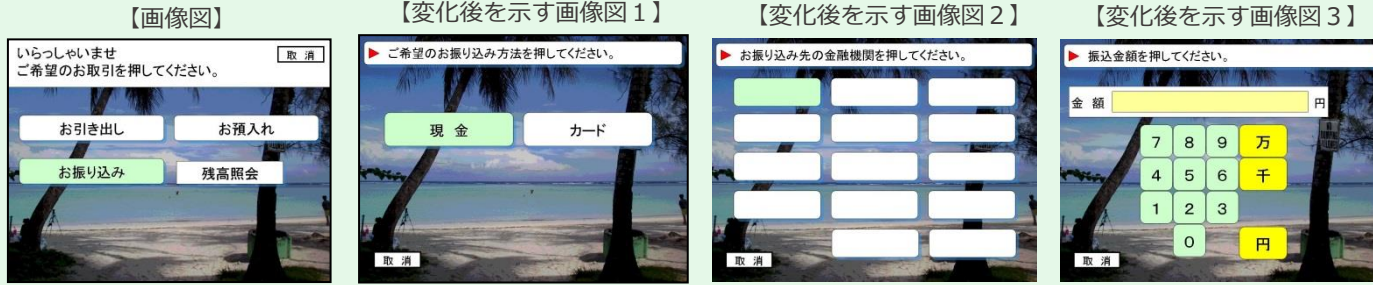 【画像図】
いらっしゃいませ
ご希望のお取引を押してください。
取 消
お引き出し
お預入れ
お振り込み
残高照会
【変化後を示す画像図1】
▶ ご希望のお振り込み方法を押してください。
現 金
カード
取 消
【変化後を示す画像図2】
▶ お振り込み先の金融機関を押してください。
取 消
【変化後を示す画像図3】
▶ 振込金額を押してください。
金 額
円
7 8 9 万
4 5 6 千
1 2 3
0 円
取 消